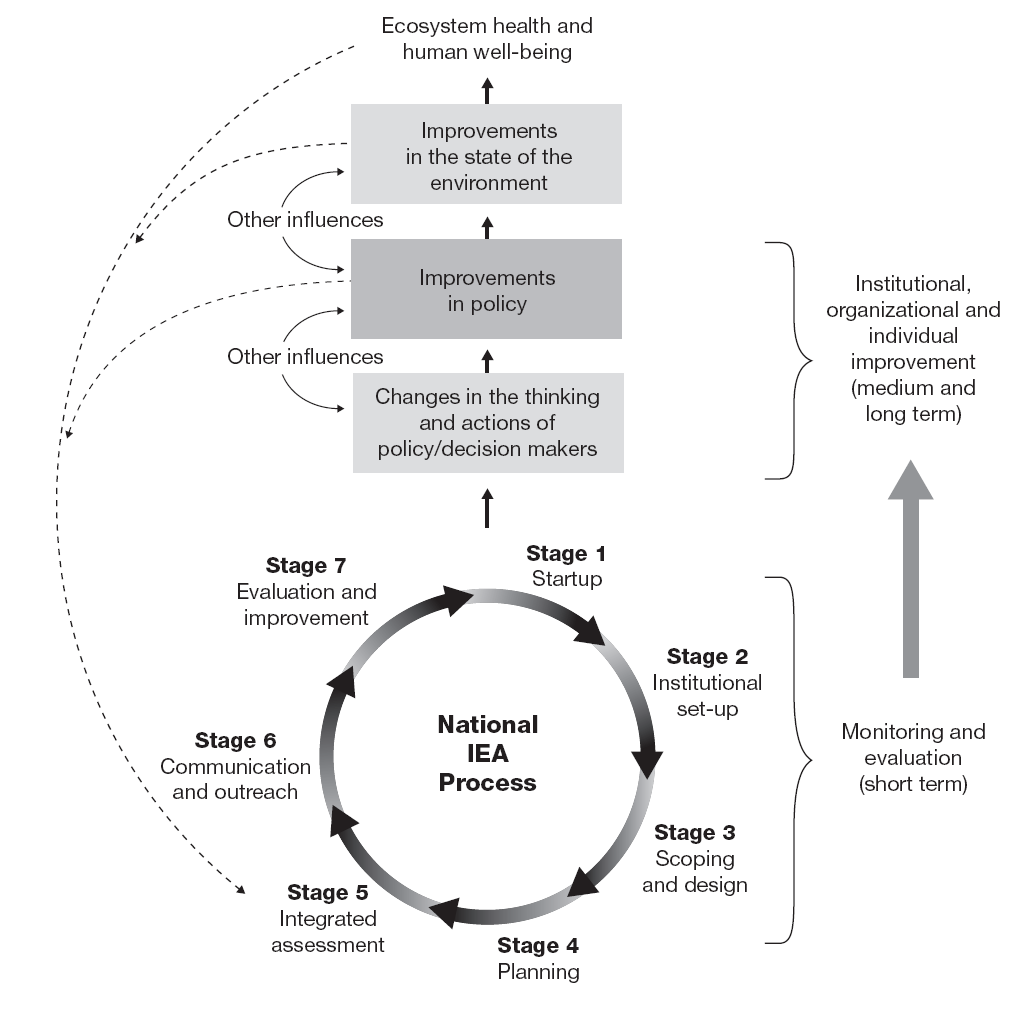 Ecosystem health and
human well-being
Improvements
in the state of the
environment
Other influences
Improvements
in policy
Other influences
Changes in the thinking
and actions of
policy/decision makers
Institutional,
organizational and
individual
improvement
(medium and
long term)
Stage 1
Startup
Stage 2
Institutional
set-up
Stage 3
Scoping
and design
Stage 4
Planning
Stage 5
Integrated
assessment
Stage 6
Communication
and outreach
Stage 7
Evaluation and
improvement
National
IEA
Process
Monitoring and
evaluation
(short term)